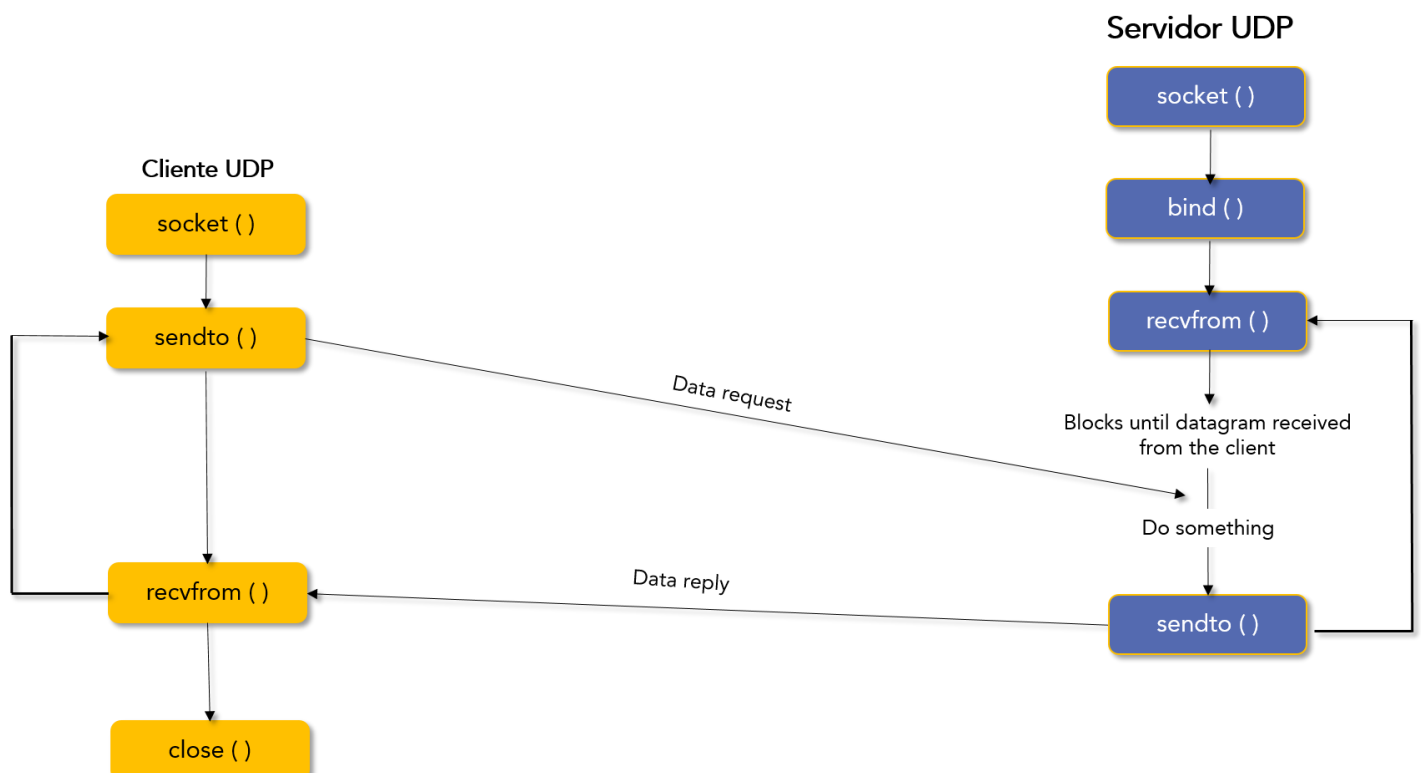 Servidor UDP
socket ( )
Cliente UDP
bind ( )
socket ( )
recvfrom ( )
sendto ( )
Data request
Blocks until datagram received
from the client
Do something
Data reply
recvfrom ( )
sendto ( )
close ( )